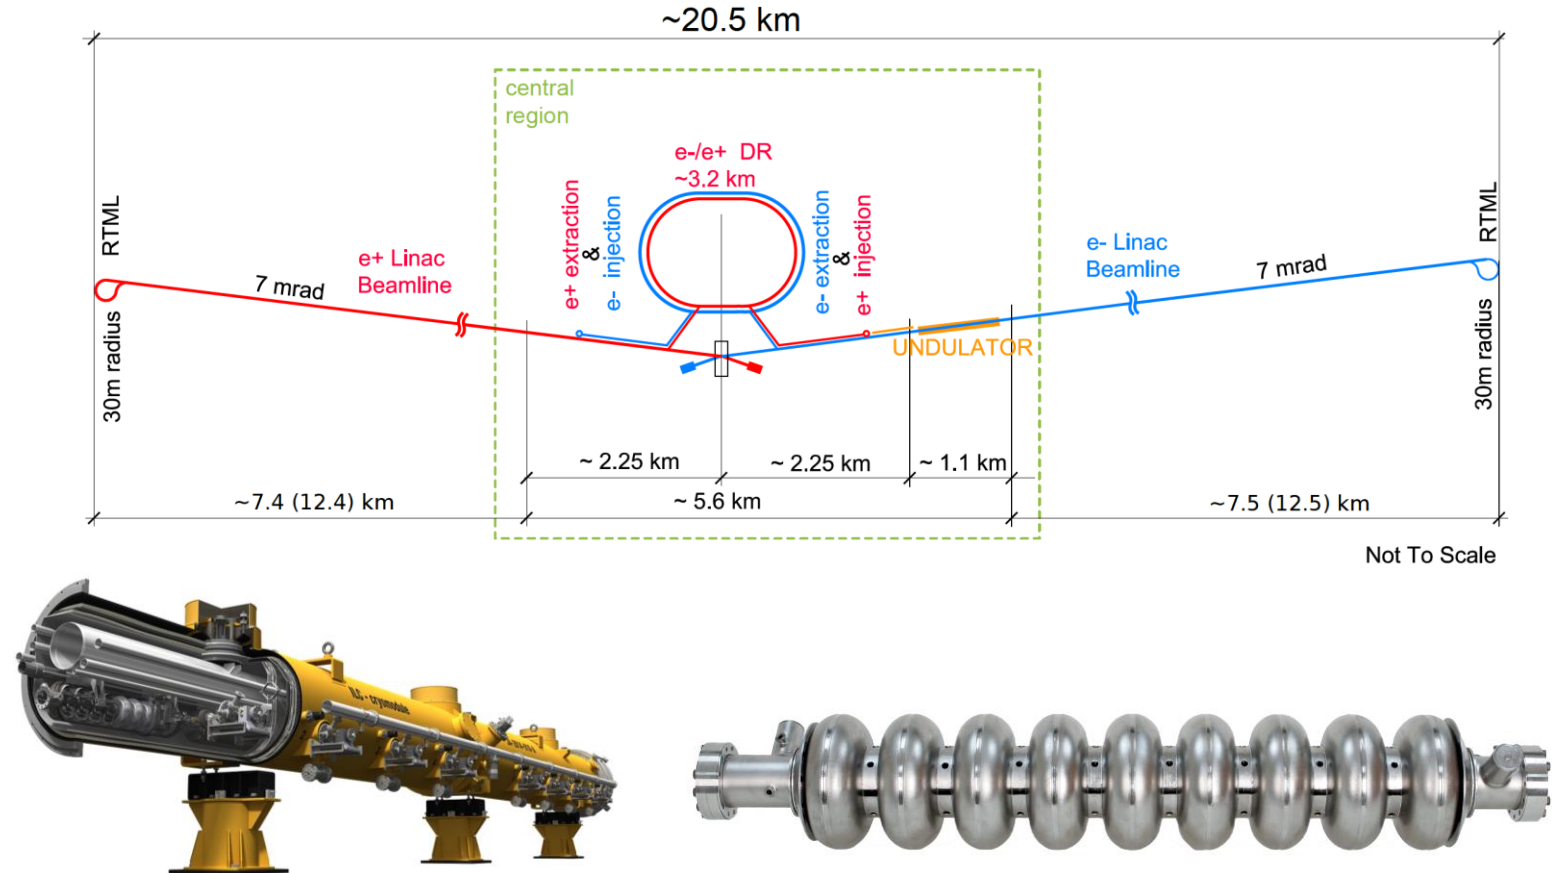 ~20.5 km
central
region
e-/e+ DR
~3.2 km
e+ extraction
&
e- injection
e- extraction
&
e+ injection
RTML
30m radius
7 mrad
e+ Linac
Beamline
e- Linac
Beamline
7 mrad
RTML
30m radius
UNDULATOR
~ 2.25 km
~ 2.25 km
~ 1.1 km
~7.4 (12.4) km
~ 5.6 km
~7.5 (12.5) km
Not To Scale
ILC - cryomodule